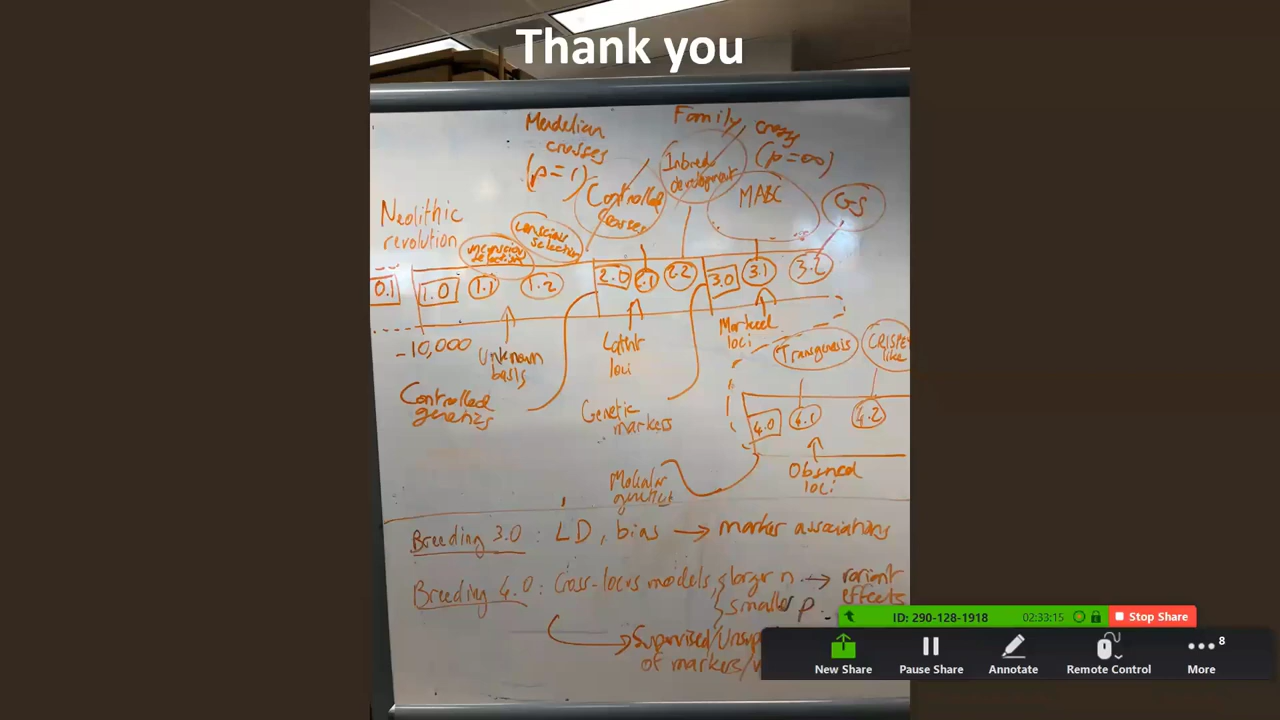 Thank you
Family
cross
(p=∞)
Mendelian
crosses
(p=1)
Inbred
development
Controlled
crosses
MABC
GS
Neolithic
revolution
unconscious
selection
conscious
selection
0.1
1.0
1.1
1.2
2.0
2.1
2.2
3.0
3.1
3.2
-10,000
Unknown
basis
Latent
loci
Marked
loci
Transgenesis
CRISPR
like
Controlled
genetics
Genetic
markers
4.0
4.1
4.2
Observed
loci
Molecular
genetics
Breeding 3.0 : LD, bias → marker associations
Breeding 4.0 : Cross-locus models, larger n → variant
effects
smaller p
Supervised/
of markers/
ID: 290-128-1918
02:33:15
Stop Share
New Share
Pause Share
Annotate
Remote Control
8
More